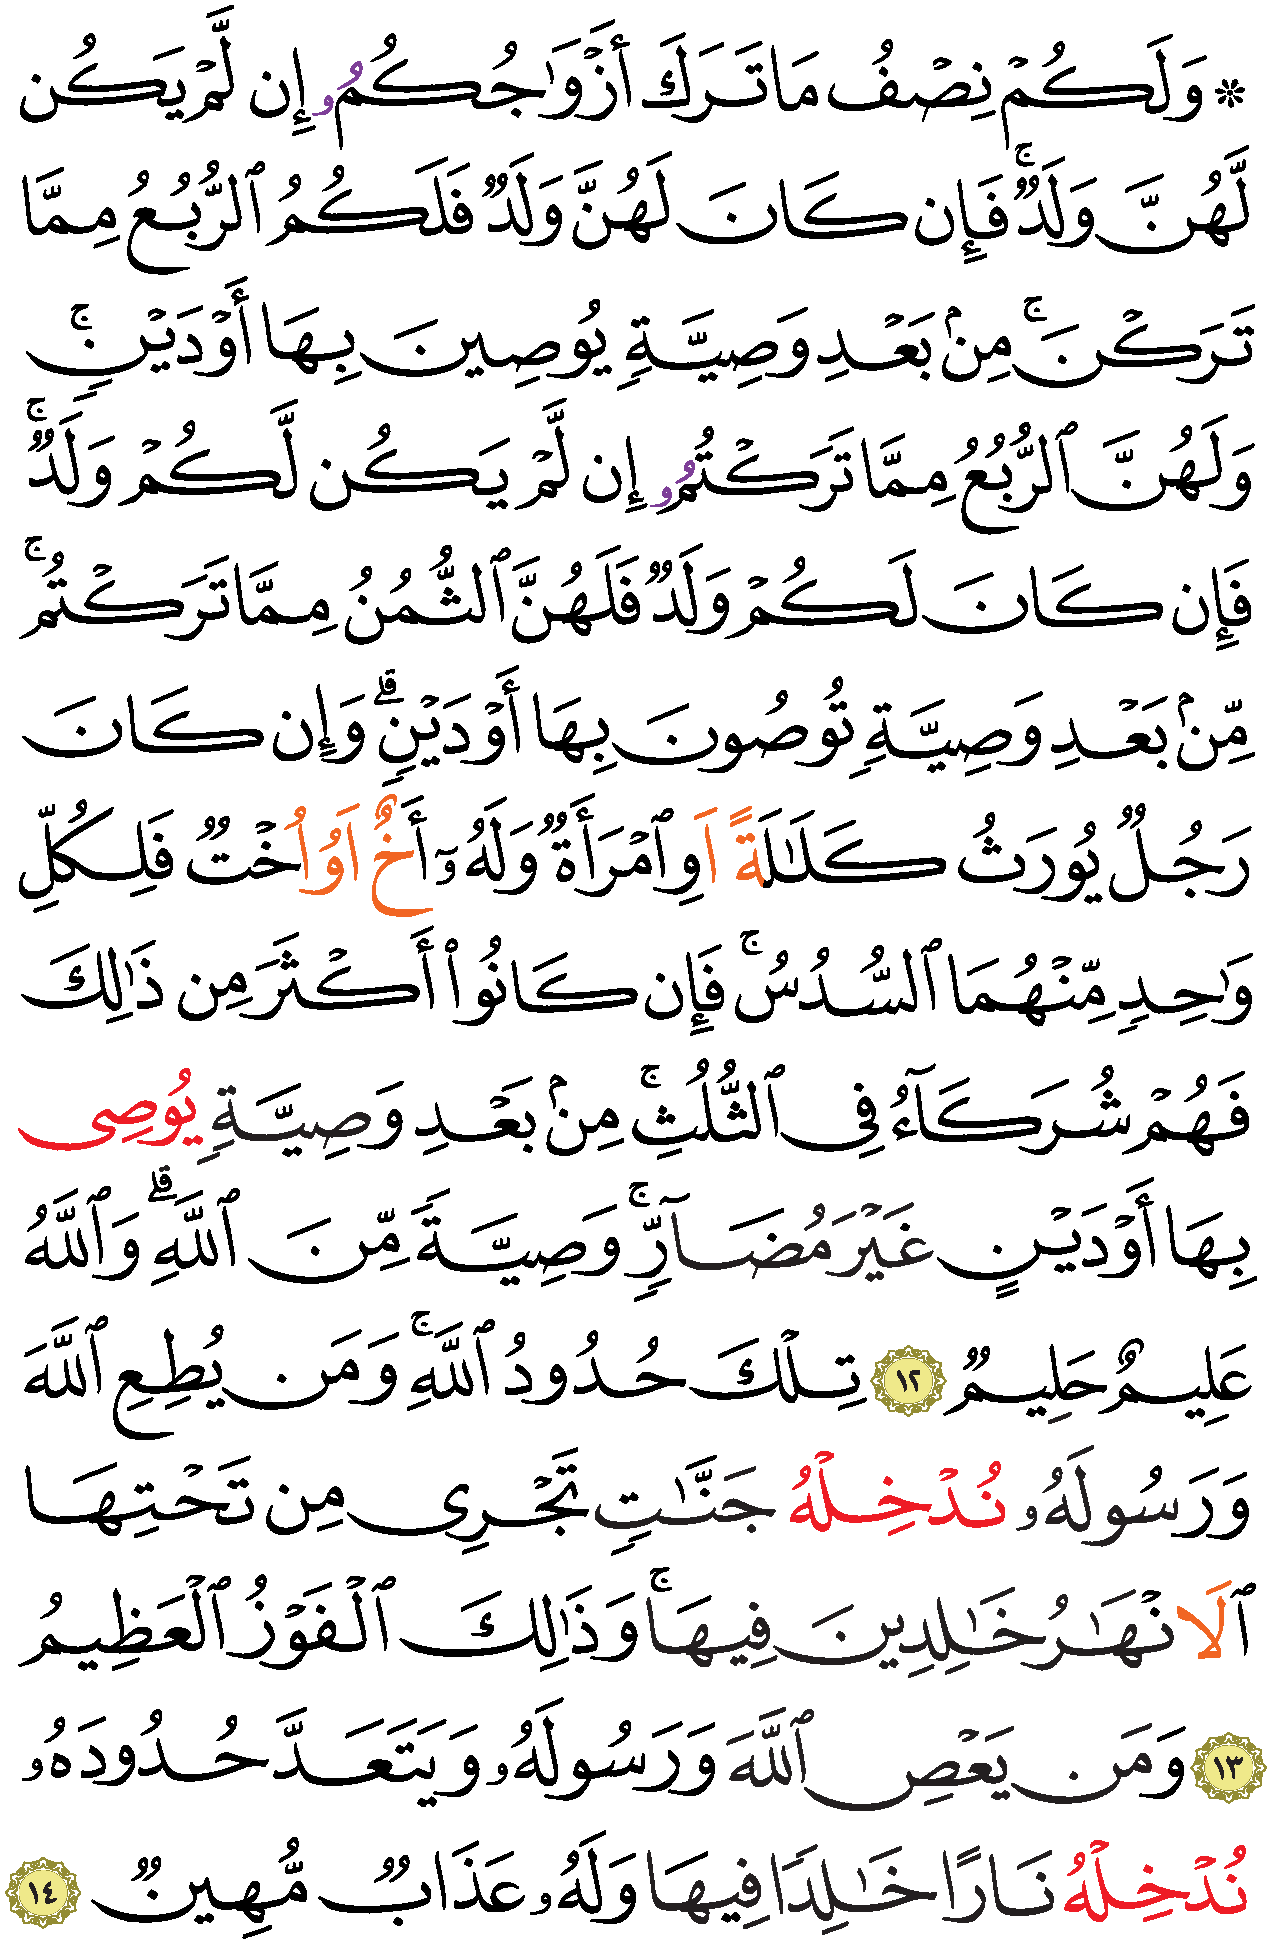 ۞ وَلَكُمۡ نِصۡفُ مَا تَرَكَ أَزۡوَٰجُكُمُۥ إِن لَّمۡ يَكُن
لَّهُنَّ وَلَدٞۚ فَإِن كَانَ لَهُنَّ وَلَدٞ فَلَكُمُ ٱلرُّبُعُ مِمَّا
تَرَكۡنَۚ مِنۢ بَعۡدِ وَصِيَّةٖ يُوصِينَ بِهَا أَوۡ دَيۡنٖۚ
وَلَهُنَّ ٱلرُّبُعُ مِمَّا تَرَكۡتُمُۥ إِن لَّمۡ يَكُن لَّكُمۡ وَلَدٞۚ
فَإِن كَانَ لَكُمۡ وَلَدٞ فَلَهُنَّ ٱلثُّمُنُ مِمَّا تَرَكۡتُمۚ
مِّنۢ بَعۡدِ وَصِيَّةٖ تُوصُونَ بِهَا أَوۡ دَيۡنٖۗ وَإِن كَانَ
رَجُلٞ يُورَثُ كَلَٰلَةً اَوِ ٱمۡرَأَةٞ وَلَهُۥٓ أَخٌ اَوُ اُخۡتٞ فَلِكُلِّ
وَٰحِدٖ مِّنۡهُمَا ٱلسُّدُسُۚ فَإِن كَانُوٓاْ أَكۡثَرَ مِن ذَٰلِكَ
فَهُمۡ شُرَكَآءُ فِي ٱلثُّلُثِۚ مِنۢ بَعۡدِ وَصِيَّةٖ يُوصِي
بِهَا أَوۡ دَيۡنٍ غَيۡرَ مُضَآرّٖۚ وَصِيَّةٗ مِّنَ ٱللَّهِۗ وَٱللَّهُ
عَلِيمٌ حَلِيمٞ ١٢ تِلۡكَ حُدُودُ ٱللَّهِۚ وَمَن يُطِعِ ٱللَّهَ
وَرَسُولَهُۥ نُدۡخِلۡهُ جَنَّٰتٖ تَجۡرِي مِن تَحۡتِهَا
ٱلَانۡهَٰرُ خَٰلِدِينَ فِيهَاۚ وَذَٰلِكَ ٱلۡفَوۡزُ ٱلۡعَظِيمُ
١٣ وَمَن يَعۡصِ ٱللَّهَ وَرَسُولَهُۥ وَيَتَعَدَّ حُدُودَهُۥ
نُدۡخِلۡهُ نَارًا خَٰلِدٗا فِيهَا وَلَهُۥ عَذَابٞ مُّهِينٞ ١٤